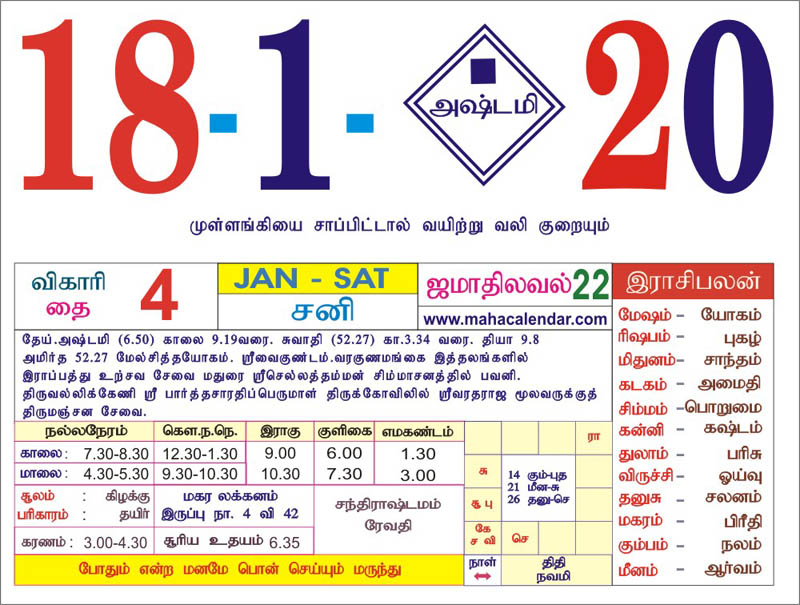 18-1- அஷ்டமி 20
முள்ளங்கியை சாப்பிட்டால் வயிற்று வலி குறையும்
விகாரி
தை 4
JAN - SAT
சனி
ஜமாதிலவல் 22
www.mahacalendar.com
தேய்.அஷ்டமி (6.50) காலை 9.19வரை. சுவாதி (52.27) கா.3.34 வரை. தியா 9.8
அமிர்த 52.27 மேல்சித்தயோகம். ஸ்ரீவைகுண்டம்.வரகுணமங்கை இத்தலங்களில்
இராப்பத்து உற்சவ சேவை மதுரை ஸ்ரீசெல்லத்தம்மன் சிம்மாசனத்தில் பவனி.
திருவல்லிக்கேணி ஸ்ரீ பார்த்தசாரதிப்பெருமாள் திருக்கோவிலில் ஸ்ரீவரதராஜ மூலவருக்குத்
திருமஞ்சன சேவை.
இராசிபலன்
மேஷம் - யோகம்
ரிஷபம் - புகழ்
மிதுனம் - சாந்தம்
கடகம் - அமைதி
சிம்மம் -பொறுமை
கன்னி - கஷ்டம்
துலாம் - பரிசு
விருச்சி - ஓய்வு
தனுசு - சலனம்
மகரம் - பிரீதி
கும்பம் - நலம்
மீனம் - ஆர்வம்
நல்லநேரம் கௌ.ந.நெ. இராகு குளிகை எமகண்டம்
காலை : 7.30-8.30 12.30-1.30 9.00 6.00 1.30
மாலை : 4.30-5.30 9.30-10.30 10.30 7.30 3.00
சூலம் : கிழக்கு
பரிகாரம் : தயிர்
மகர லக்கனம்
இருப்பு நா. 4 வி 42
சந்திராஷ்டமம்
ரேவதி
கரணம் : 3.00-4.30 சூரிய உதயம் 6.35
போதும் என்ற மனமே பொன் செய்யும் மருந்து
ரா
சு
சூ பு
கே
ச வி
செ
14 கும்-புத
21 மீன-சு
26 தனு-செ
நாள்
↔
திதி
நவமி